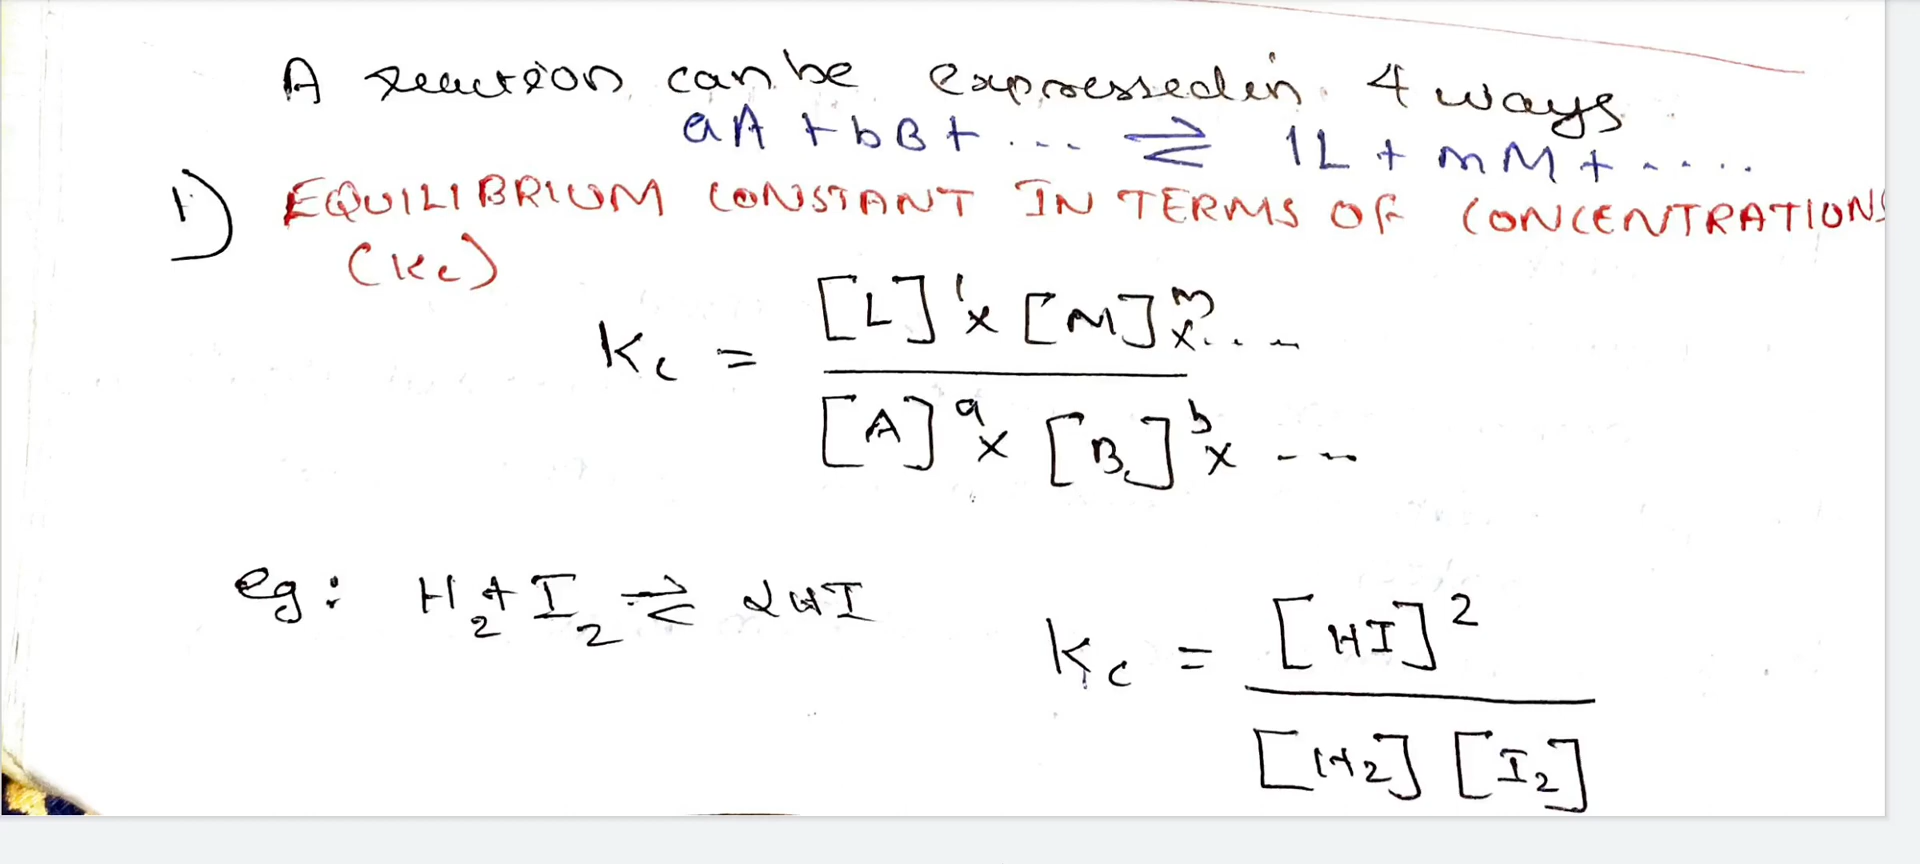 A reaction can be expressed in 4 ways
aA + bB + ... ⇌ lL + mM + .....
1) EQUILIBRIUM CONSTANT IN TERMS OF CONCENTRATIONS
(Kc)
Kc = [L]^l x [M]^m x ... / [A]^a x [B]^b x ...
eg: H₂ + I₂ ⇌ 2HI
Kc = [HI]² / [H₂] [I₂]